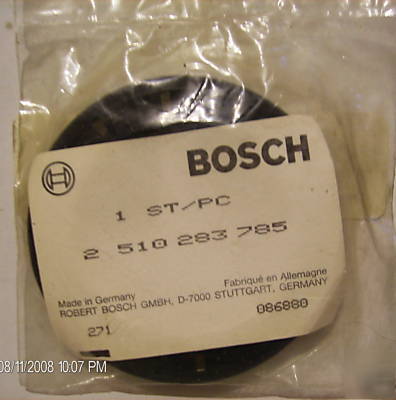 BOSCH
1 ST/PC
2 510 283 785
Made in Germany
Fabriqué en Allemagne
ROBERT BOSCH GMBH, D-7000 STUTTGART, GERMANY
271
086880
08/11/2008 10:07 PM